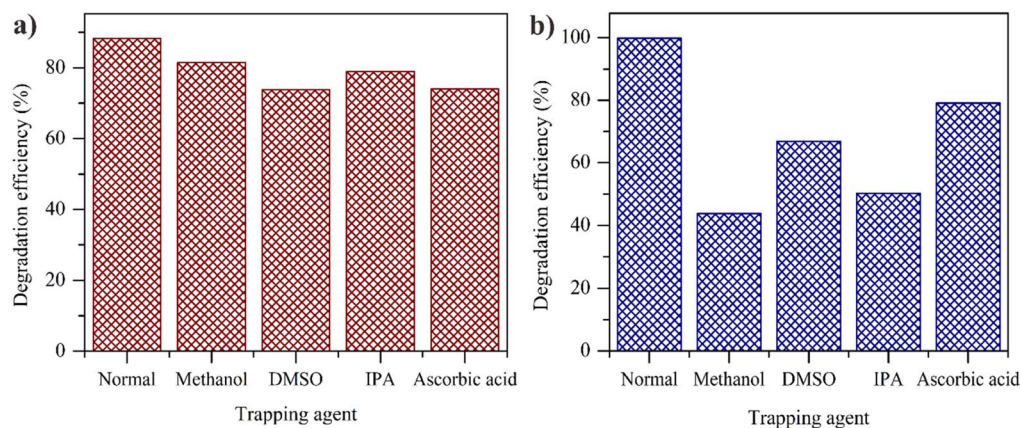 a)
Degradation efficiency (%)
80
60
40
20
0
Normal Methanol DMSO IPA Ascorbic acid
Trapping agent
b)
Degradation efficiency (%)
100
80
60
40
20
0
Normal Methanol DMSO IPA Ascorbic acid
Trapping agent